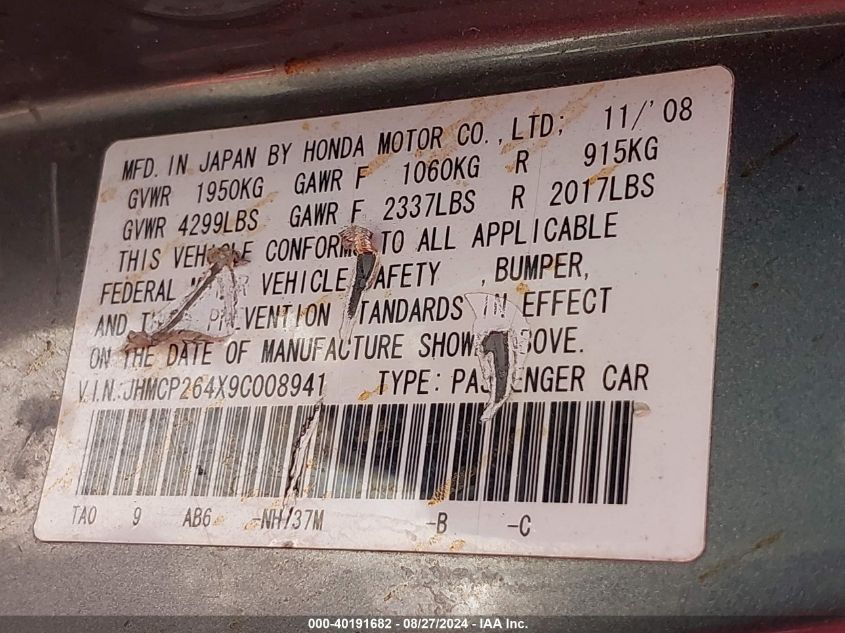 MFD. IN JAPAN BY HONDA MOTOR CO., LTD; 11/'08
GVWR 1950KG GAWR F 1060KG R 915KG
GVWR 4299LBS GAWR F 2337LBS R 2017LBS
THIS VEHICLE CONFORMS TO ALL APPLICABLE
FEDERAL VEHICLE SAFETY , BUMPER,
AND PREVENTION STANDARDS IN EFFECT
ON THE DATE OF MANUFACTURE SHOWN ABOVE.
V.I.N.:JHMCP264X9C008941 TYPE: PASSENGER CAR
TA0 9 AB6 -B -C
000-40191682 / 08/27/2024 - IAA Inc.